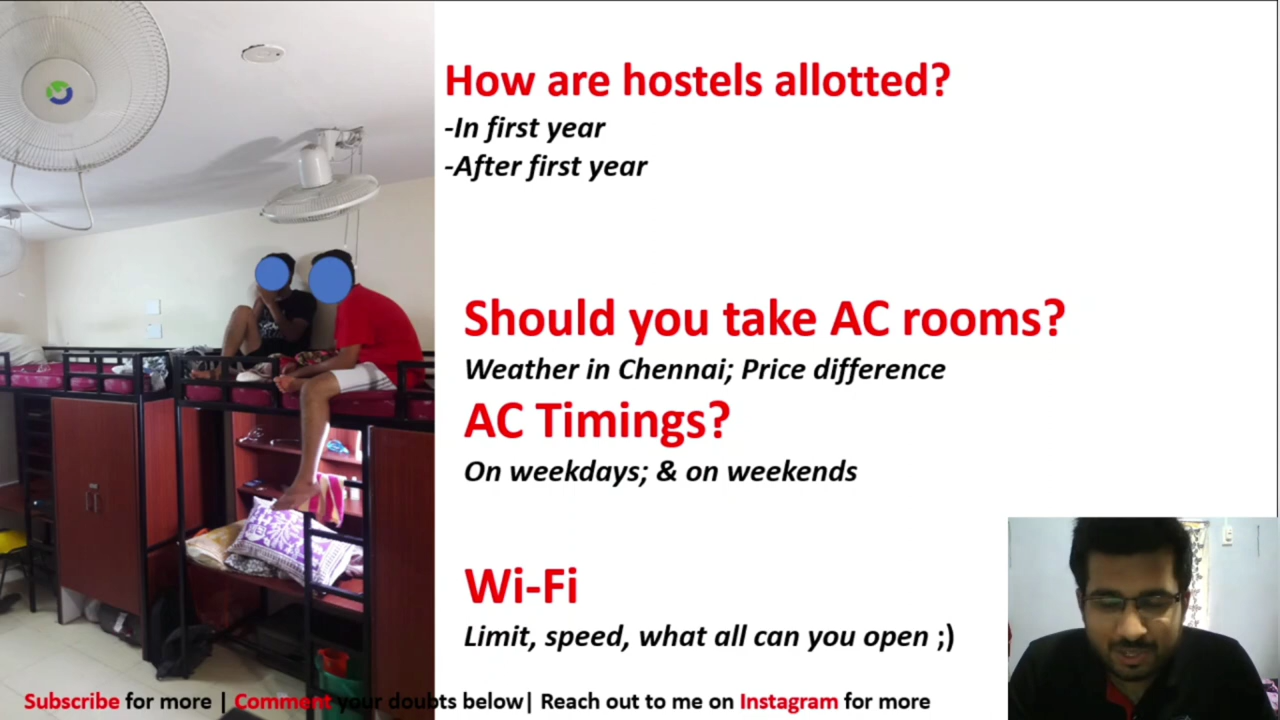 How are hostels allotted?
-In first year
-After first year
Should you take AC rooms?
Weather in Chennai; Price difference
AC Timings?
On weekdays; & on weekends
Wi-Fi
Limit, speed, what all can you open ;)
Subscribe for more | Comment your doubts below| Reach out to me on Instagram for more